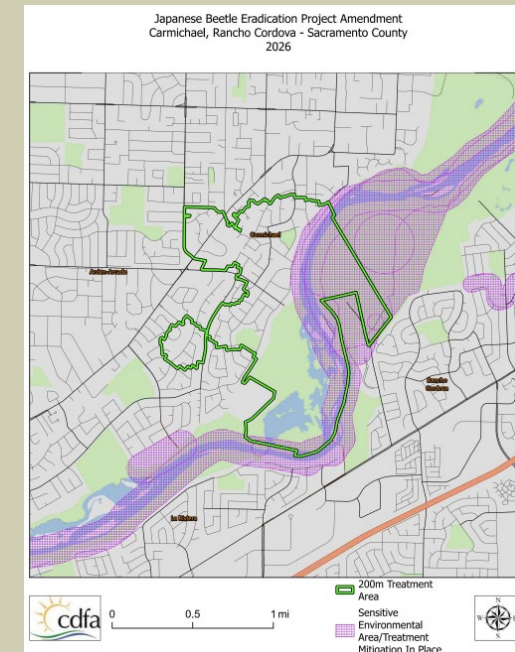 Japanese Beetle Eradication Project Amendment
Carmichael, Rancho Cordova - Sacramento County
2026
Carmichael
Arden-Arcade
Rancho
Cordova
La Riviera
cdfa
0 0.5 1 mi
200m Treatment
Area
Sensitive
Environmental
Area/Treatment
Mitigation In Place
N
W
S